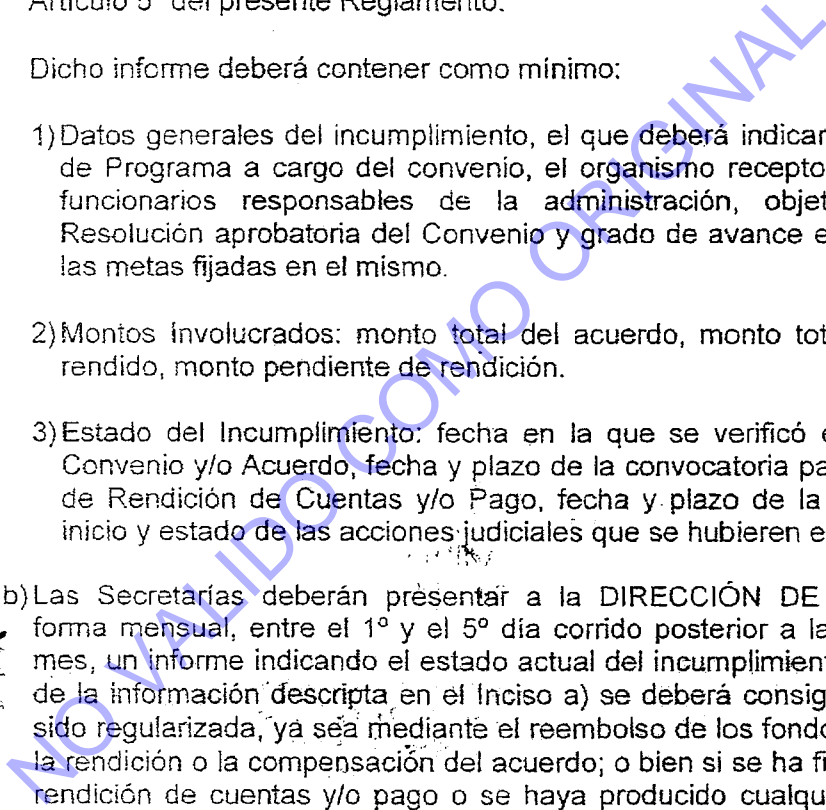 Artículo 5° del presente Reglamento.
Dicho informe deberá contener como mínimo:
1) Datos generales del incumplimiento, el que deberá indicar
de Programa a cargo del convenio, el organismo recepto
funcionarios responsables de la administración, objet
Resolución aprobatoria del Convenio y grado de avance e
las metas fijadas en el mismo.
2) Montos Involucrados: monto total del acuerdo, monto tot
rendido, monto pendiente de rendición.
3) Estado del Incumplimiento: fecha en la que se verificó e
Convenio y/o Acuerdo, fecha y plazo de la convocatoria pa
de Rendición de Cuentas y/o Pago, fecha y plazo de la
inicio y estado de las acciones judiciales que se hubieren e
b) Las Secretarías deberán presentar a la DIRECCIÓN DE
forma mensual, entre el 1º y el 5º día corrido posterior a la
mes, un informe indicando el estado actual del incumplimien
de la información descripta en el Inciso a) se deberá consig
sido regularizada, ya sea mediante el reembolso de los fondo
la rendición o la compensación del acuerdo; o bien si se ha fi
rendición de cuentas y/o pago o se haya producido cualqu
NO VALIDO COMO ORIGINAL